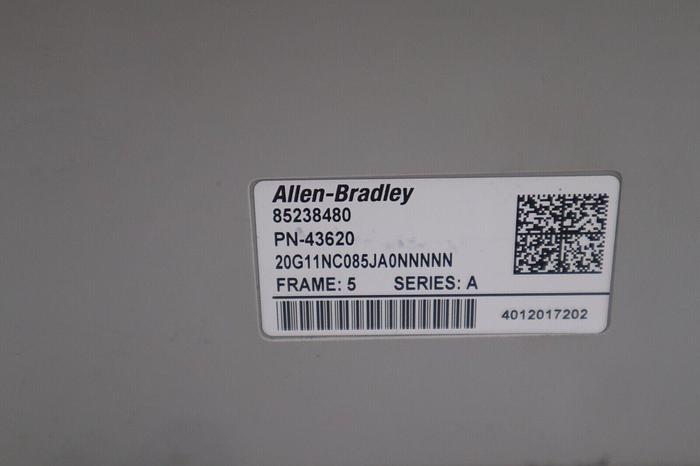 Allen-Bradley
85238480
PN-43620
20G11NC085JA0NNNNN
FRAME: 5 SERIES: A
4012017202